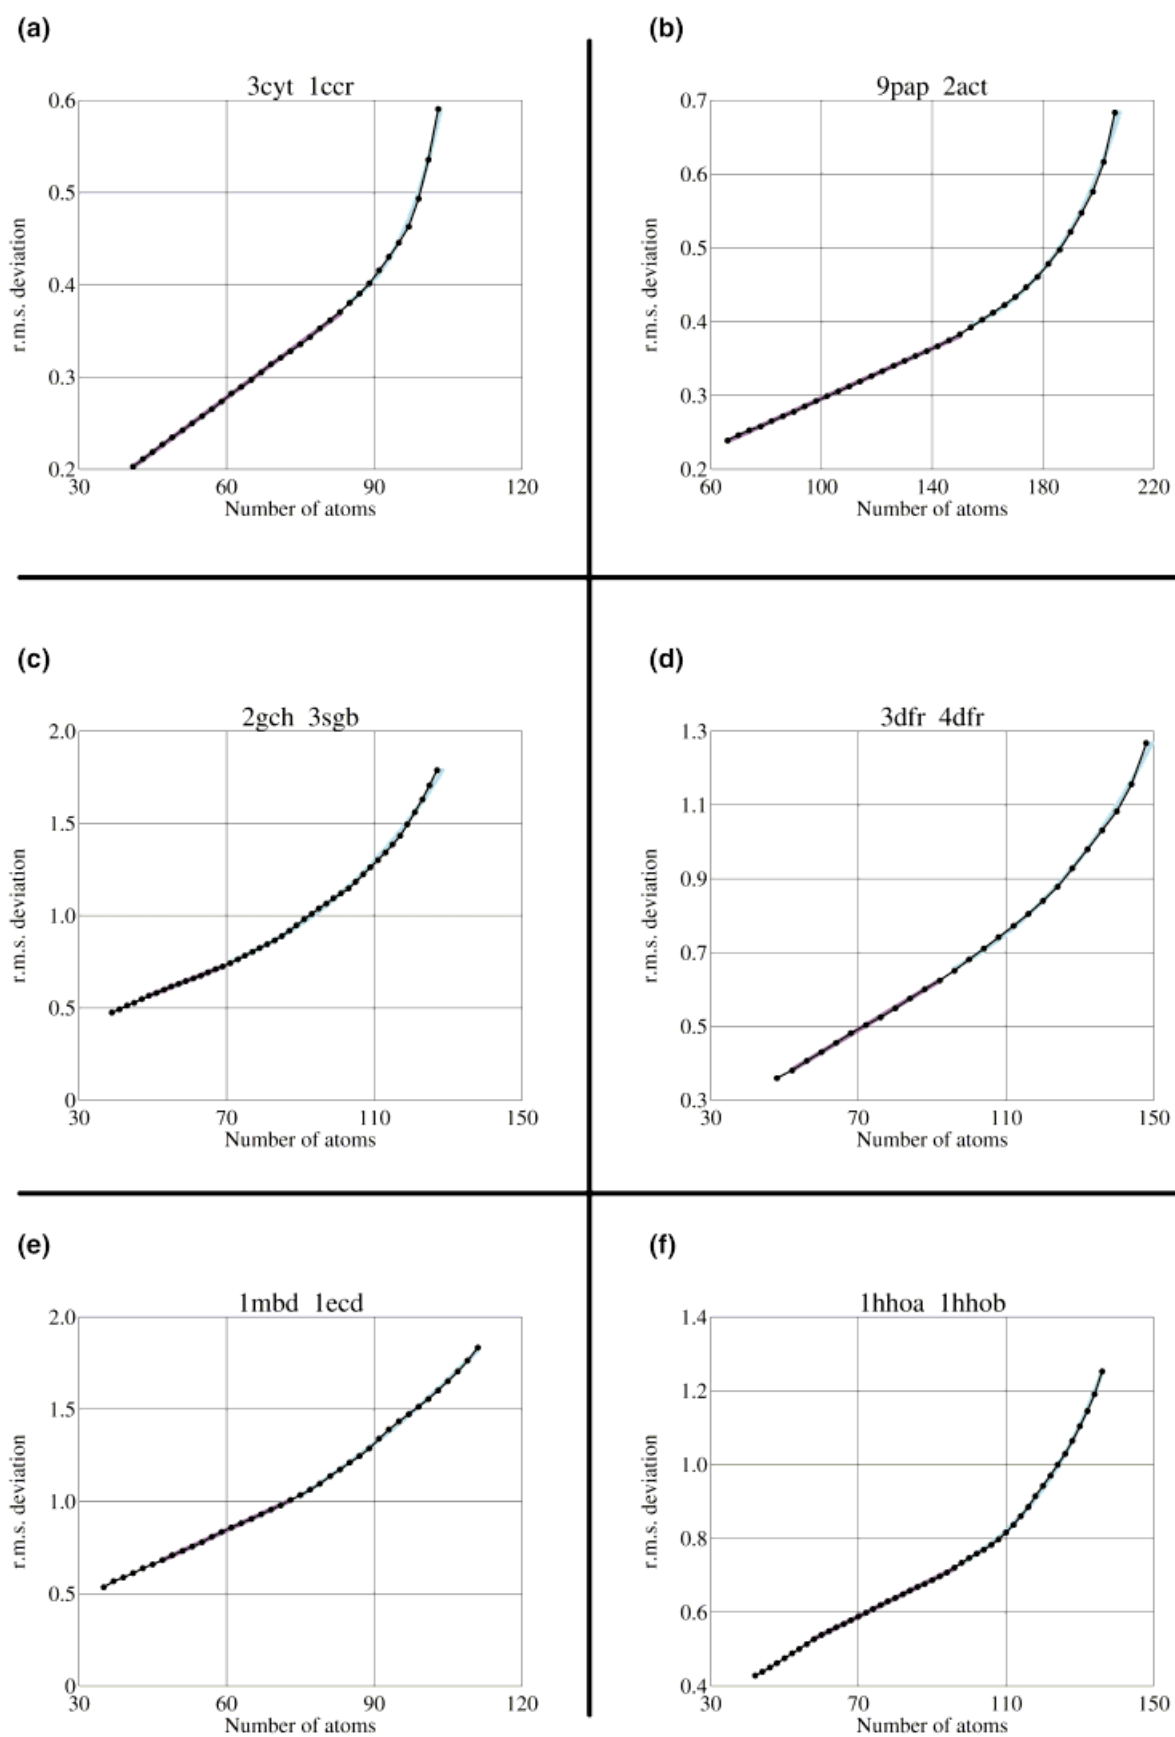 (a)
3cyt 1ccr
r.m.s. deviation
0.6
0.5
0.4
0.3
0.2
30 60 90 120
Number of atoms
(b)
9pap 2act
r.m.s. deviation
0.7
0.6
0.5
0.4
0.3
0.2
60 100 140 180 220
Number of atoms
(c)
2gch 3sgb
r.m.s. deviation
2.0
1.5
1.0
0.5
0
30 70 110 150
Number of atoms
(d)
3dfr 4dfr
r.m.s. deviation
1.3
1.1
0.9
0.7
0.5
0.3
30 70 110 150
Number of atoms
(e)
1mbd 1ecd
r.m.s. deviation
2.0
1.5
1.0
0.5
0
30 60 90 120
Number of atoms
(f)
1hhoa 1hhob
r.m.s. deviation
1.4
1.2
1.0
0.8
0.6
0.4
30 70 110 150
Number of atoms